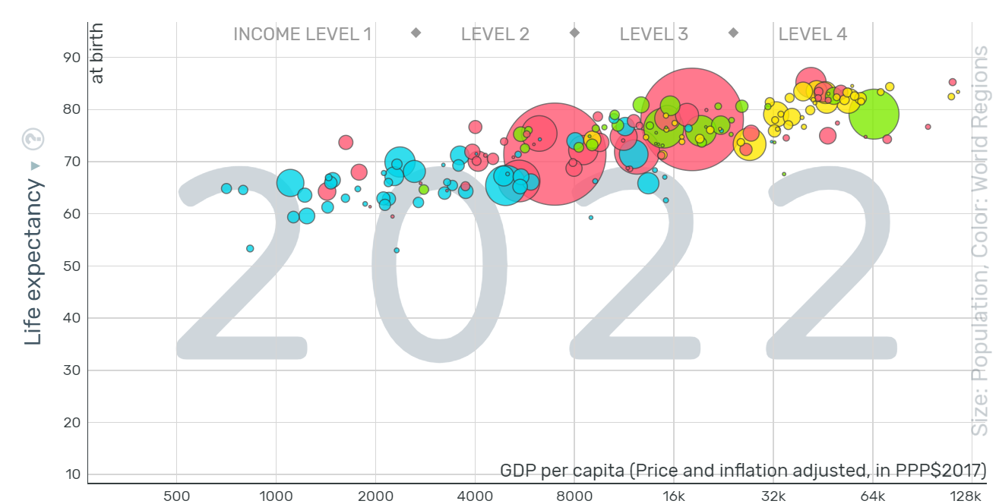 INCOME LEVEL 1 ◆ LEVEL 2 ◆ LEVEL 3 ◆ LEVEL 4
at birth
Life expectancy ▼ ?
90
80
70
60
50
40
30
20
10
2022
Size: Population, Color: World Regions
GDP per capita (Price and inflation adjusted, in PPP$2017)
500 1000 2000 4000 8000 16k 32k 64k 128k